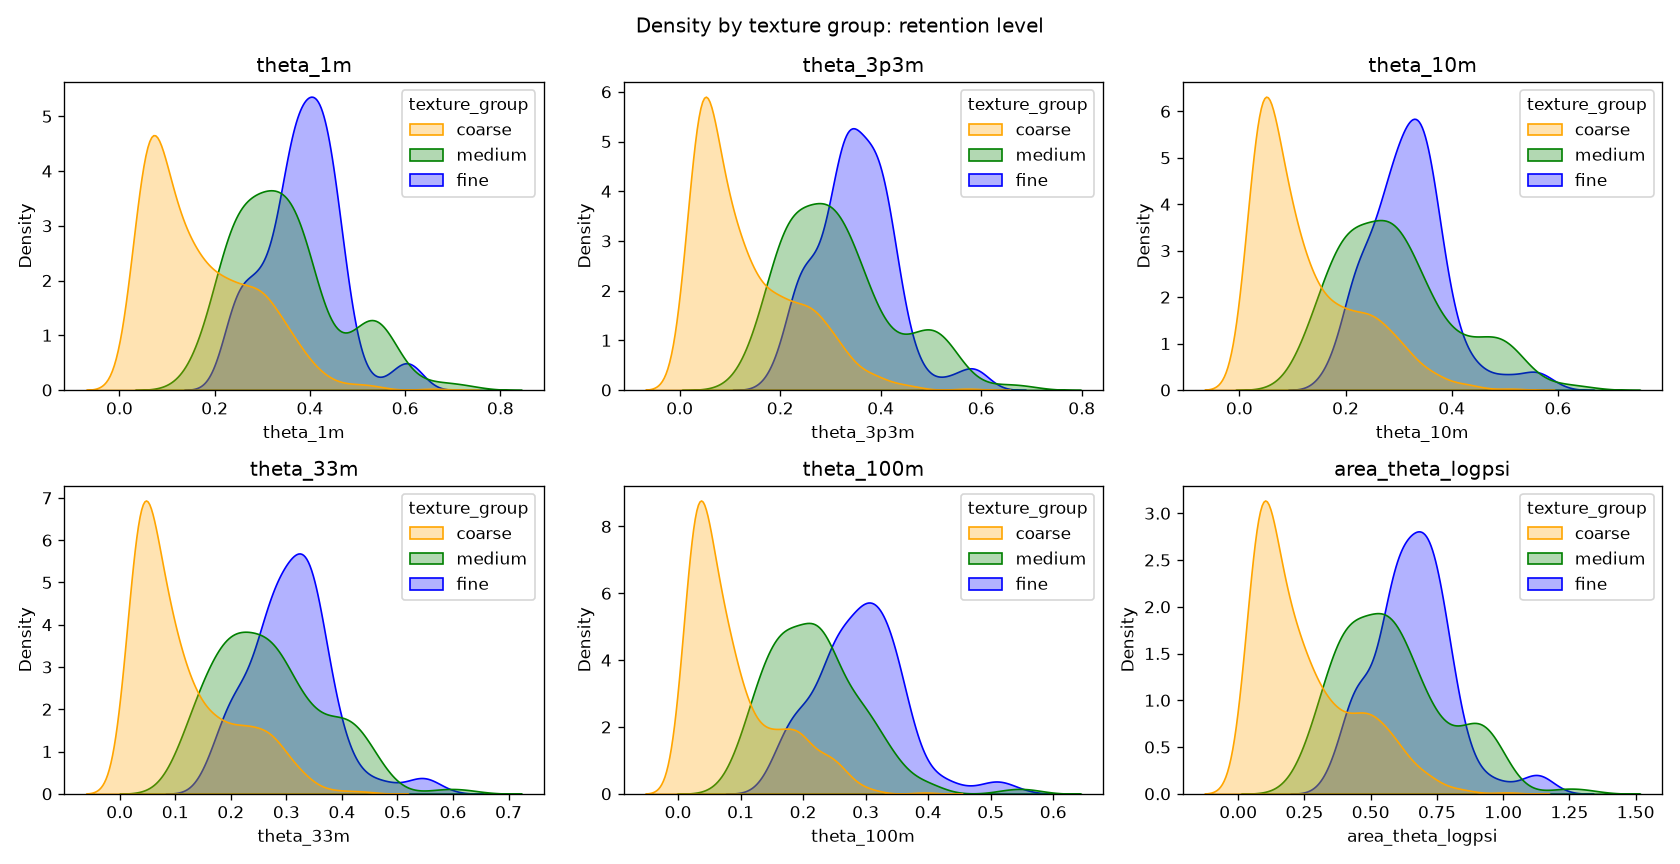 Density by texture group: retention level
theta_1m
Density
5
4
3
2
1
0
0.0 0.2 0.4 0.6 0.8
theta_1m
texture_group
coarse
medium
fine
theta_3p3m
Density
6
5
4
3
2
1
0
0.0 0.2 0.4 0.6 0.8
theta_3p3m
texture_group
coarse
medium
fine
theta_10m
Density
6
5
4
3
2
1
0
0.0 0.2 0.4 0.6
theta_10m
texture_group
coarse
medium
fine
theta_33m
Density
7
6
5
4
3
2
1
0
0.0 0.1 0.2 0.3 0.4 0.5 0.6 0.7
theta_33m
texture_group
coarse
medium
fine
theta_100m
Density
8
6
4
2
0
0.0 0.1 0.2 0.3 0.4 0.5 0.6
theta_100m
texture_group
coarse
medium
fine
area_theta_logpsi
Density
3.0
2.5
2.0
1.5
1.0
0.5
0.0
0.00 0.25 0.50 0.75 1.00 1.25 1.50
area_theta_logpsi
texture_group
coarse
medium
fine